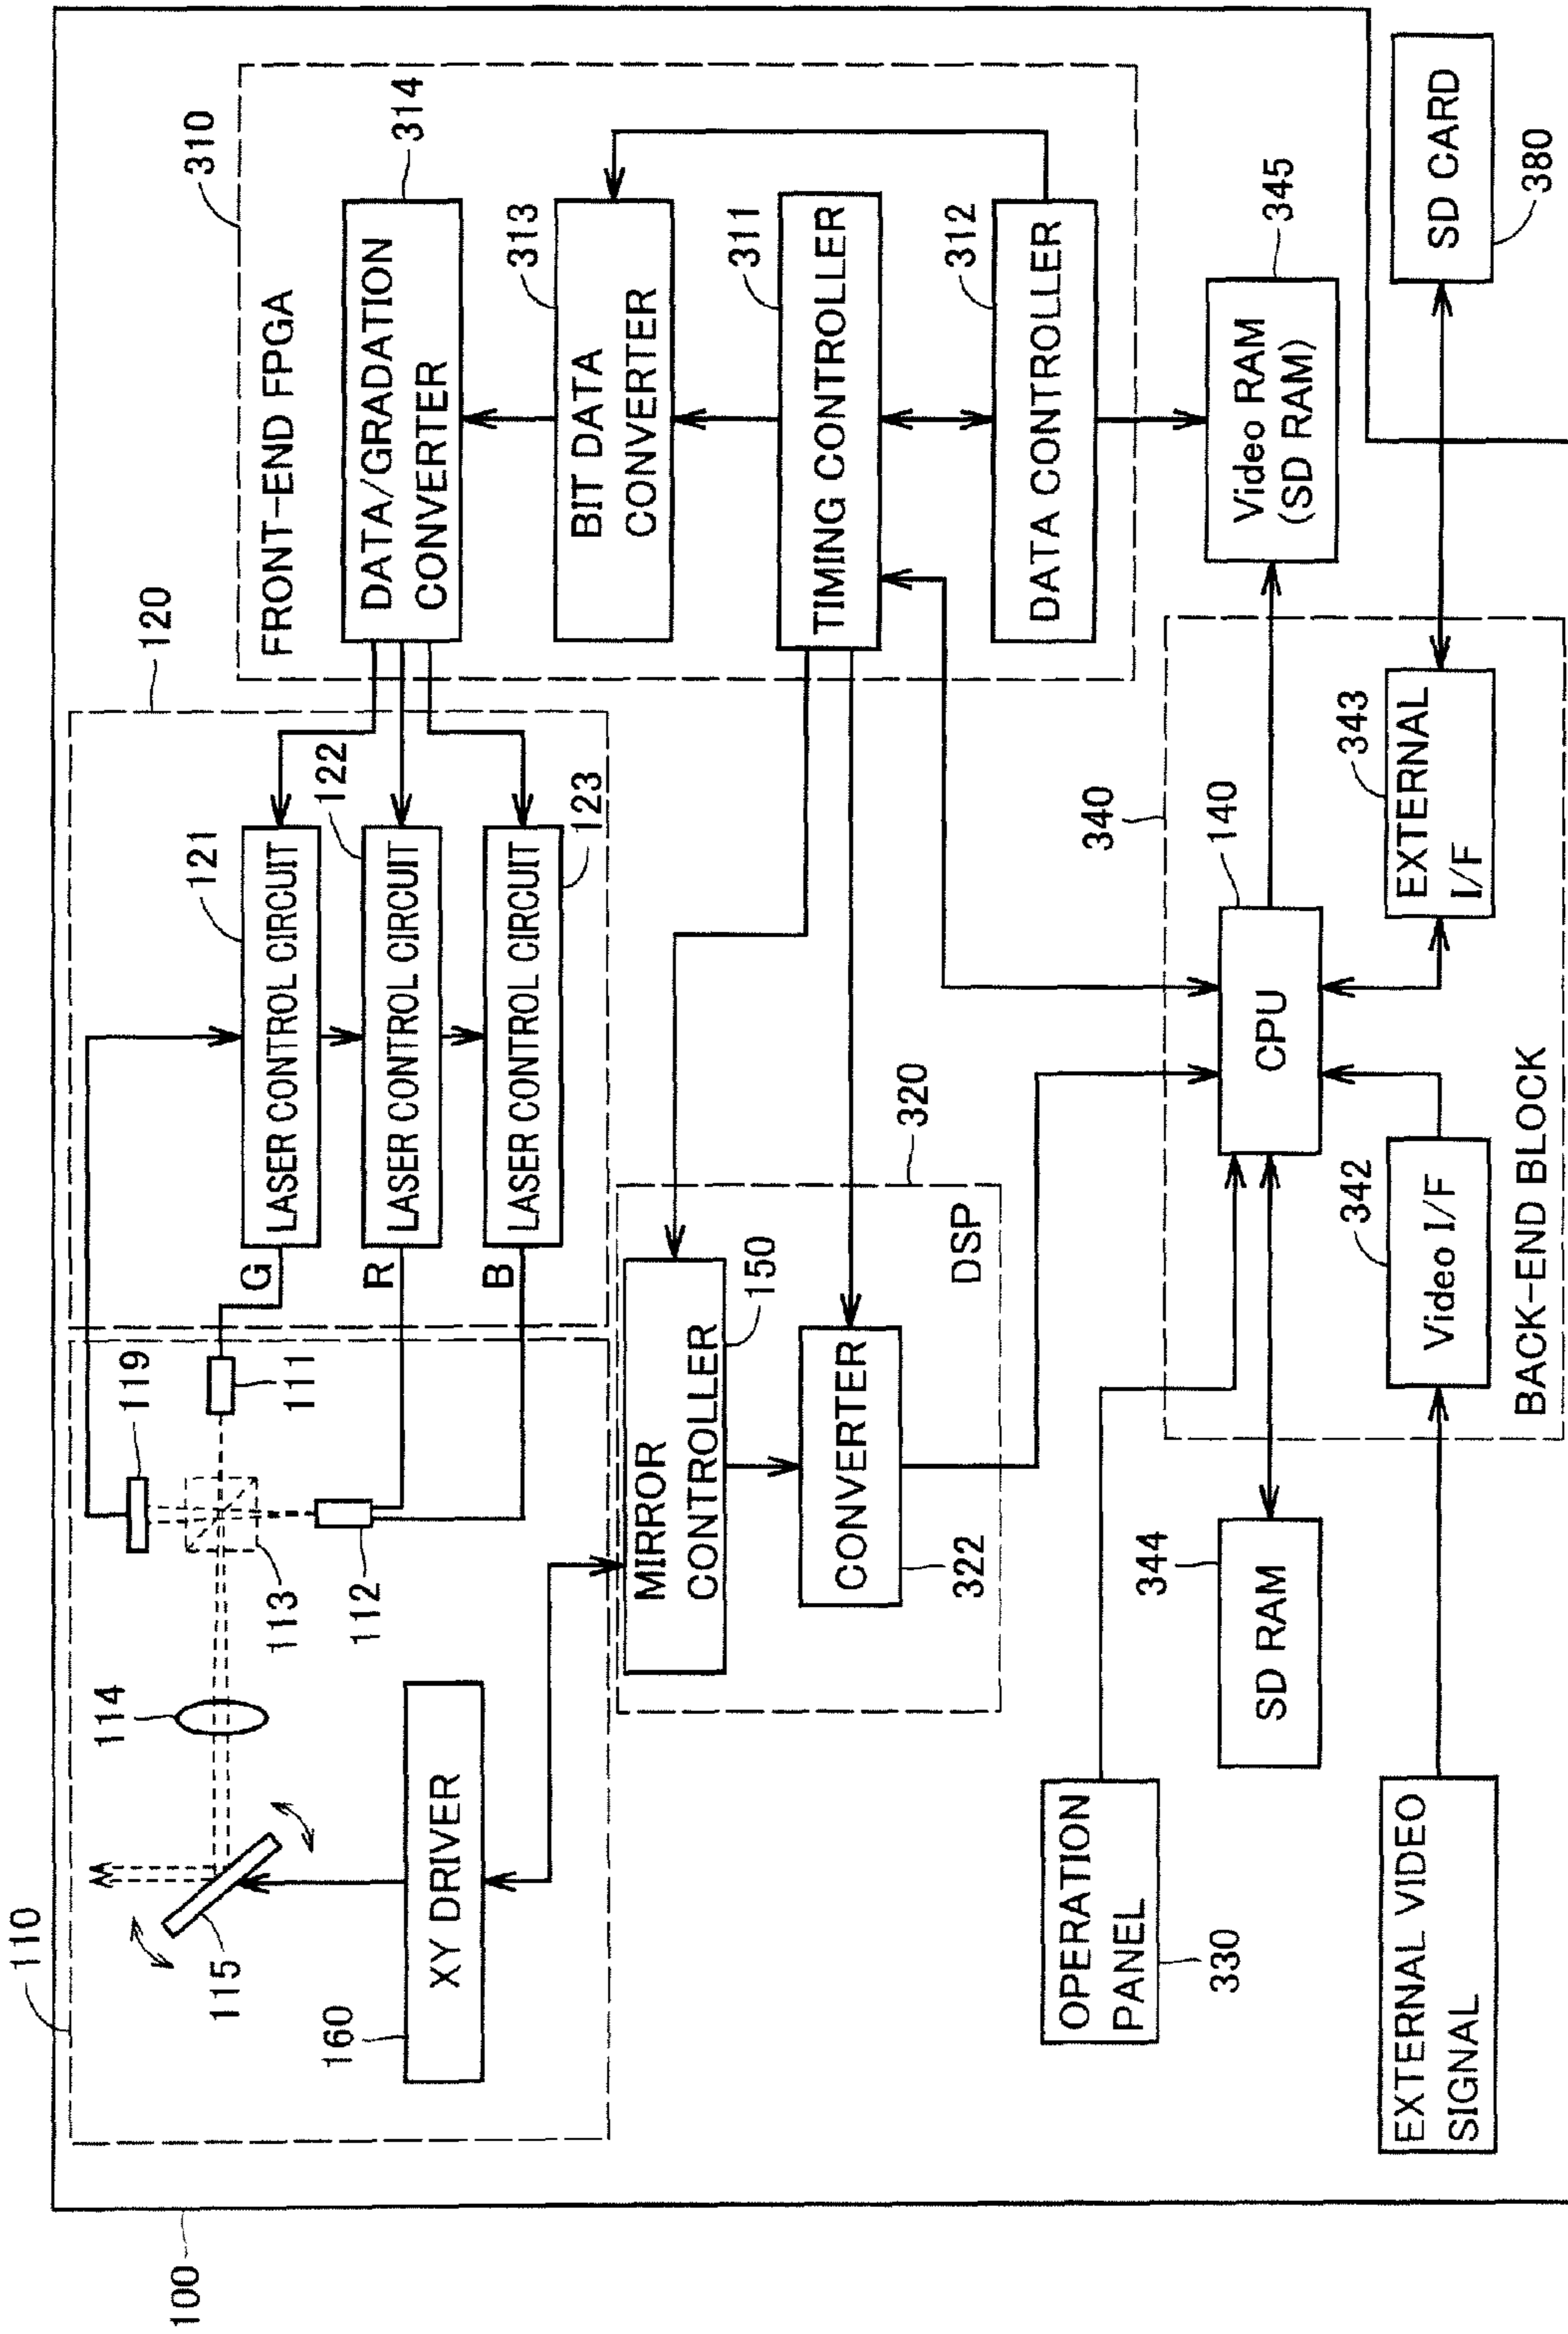 100
110
115
114
113
119
111
112
160
XY DRIVER
G
R
B
120
121
LASER CONTROL CIRCUIT
122
LASER CONTROL CIRCUIT
123
LASER CONTROL CIRCUIT
310
FRONT-END FPGA
314
DATA/GRADATION
CONVERTER
313
BIT DATA
CONVERTER
311
TIMING CONTROLLER
312
DATA CONTROLLER
320
DSP
MIRROR
CONTROLLER
150
CONVERTER
322
345
Video RAM
(SD RAM)
OPERATION
PANEL
330
344
SD RAM
340
140
CPU
342
Video I/F
343
EXTERNAL
I/F
BACK-END BLOCK
EXTERNAL VIDEO
SIGNAL
SD CARD
380